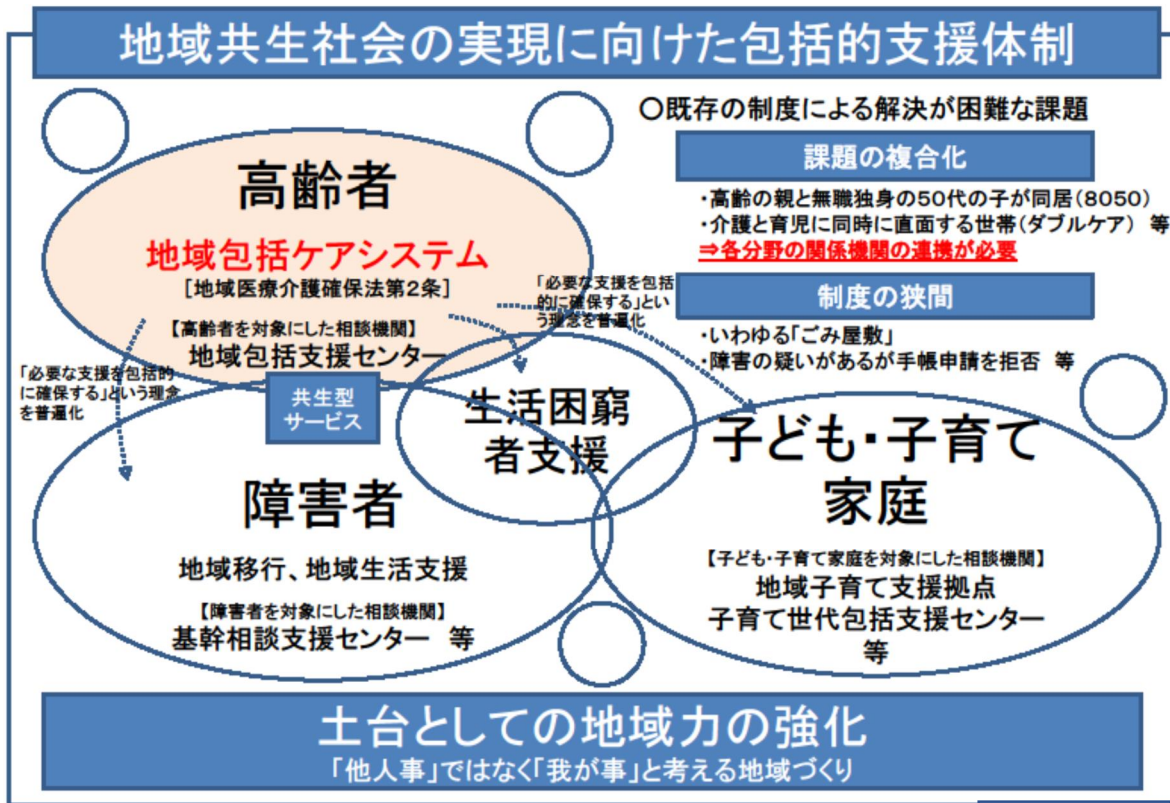 地域共生社会の実現に向けた包括的支援体制
○既存の制度による解決が困難な課題
課題の複合化
・高齢の親と無職独身の50代の子が同居(8050)
・介護と育児に同時に直面する世帯(ダブルケア) 等
⇒各分野の関係機関の連携が必要
制度の狭間
・いわゆる「ごみ屋敷」
・障害の疑いがあるが手帳申請を拒否 等
高齢者
地域包括ケアシステム
[地域医療介護確保法第2条]
【高齢者を対象にした相談機関】
地域包括支援センター
「必要な支援を包括
的に確保する」とい
う理念を普遍化
「必要な支援を包括的
に確保する」という理念
を普遍化
共生型
サービス
生活困窮
者支援
障害者
地域移行、地域生活支援
【障害者を対象にした相談機関】
基幹相談支援センター 等
子ども・子育て
家庭
【子ども・子育て家庭を対象にした相談機関】
地域子育て支援拠点
子育て世代包括支援センター
等
土台としての地域力の強化
「他人事」ではなく「我が事」と考える地域づくり